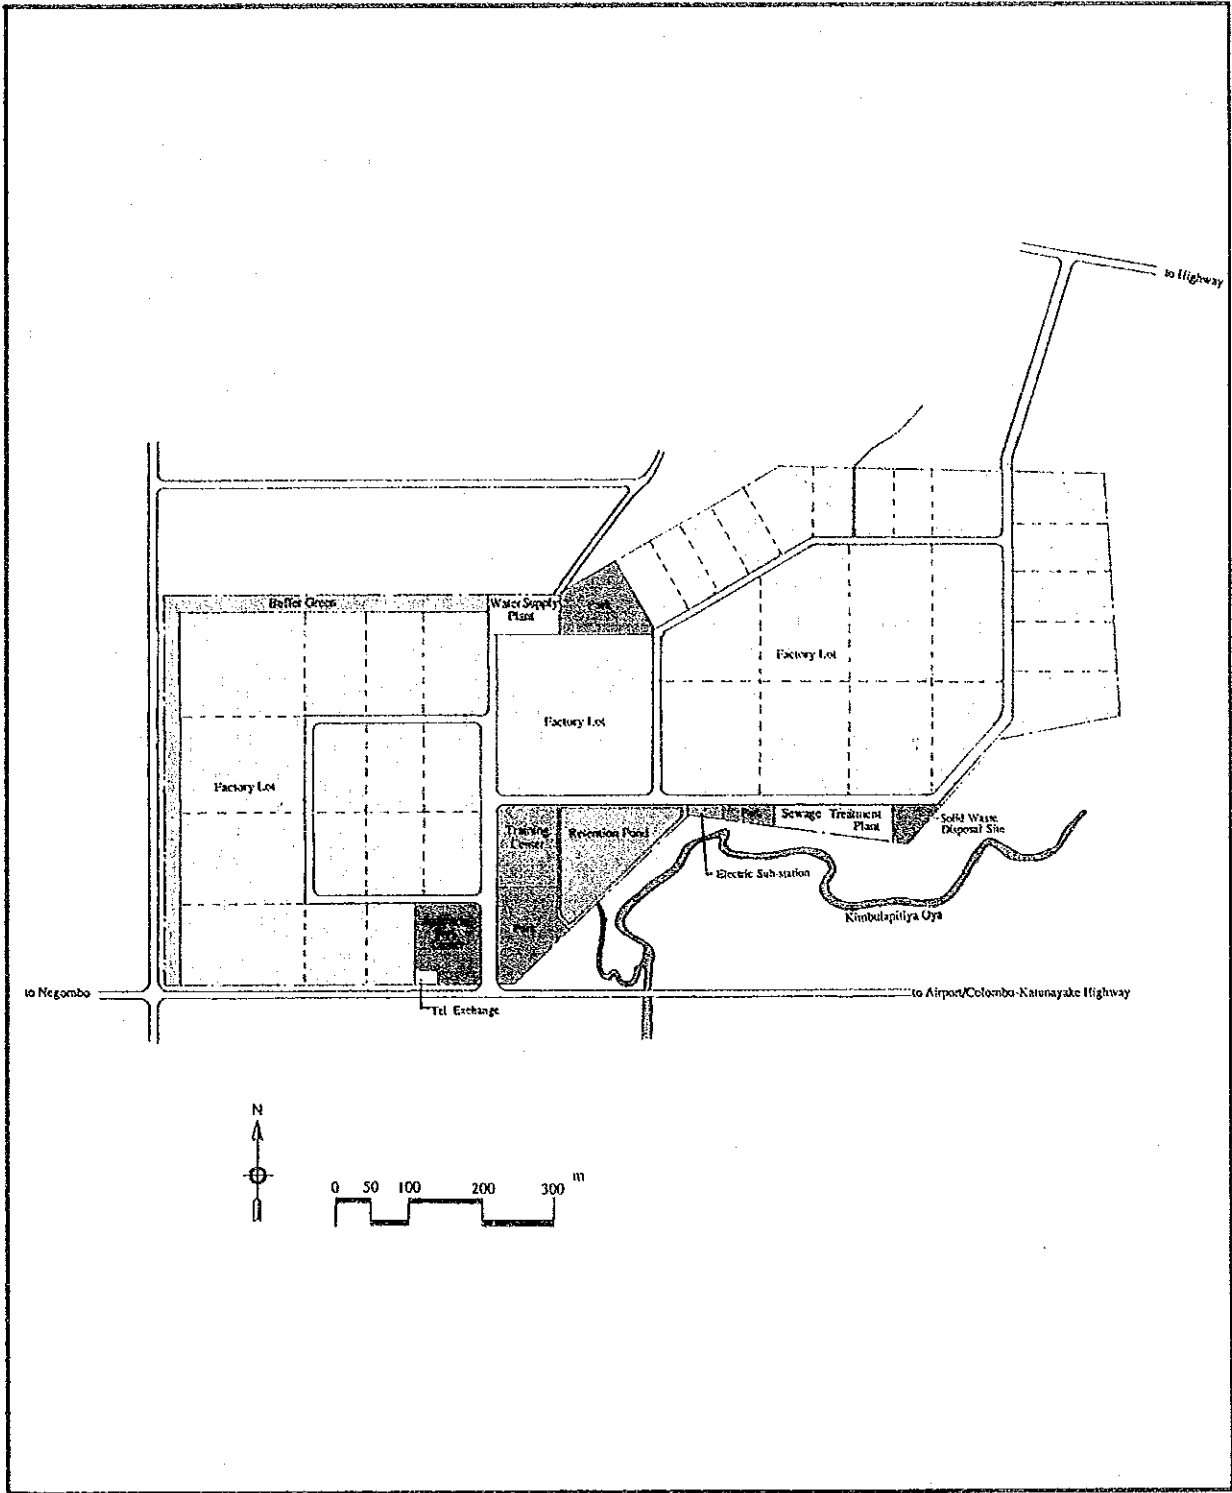 to Highway
Buffer Green
Water Supply
Plant
Park
Factory Lot
Factory Lot
Factory Lot
Training
Center
Retention Pond
Park
Sewage Treatment
Plant
Solid Waste
Disposal Site
Electric Sub-station
Kimbulapitiya Oya
Park
Center
to Negombo
to Airport/Colombo-Katunayake Highway
Tel. Exchange
N
0 50 100 200 300 m